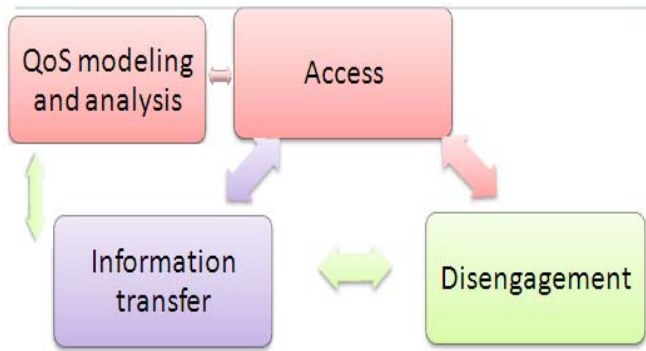 QoS modeling
and analysis
Access
Information
transfer
Disengagement